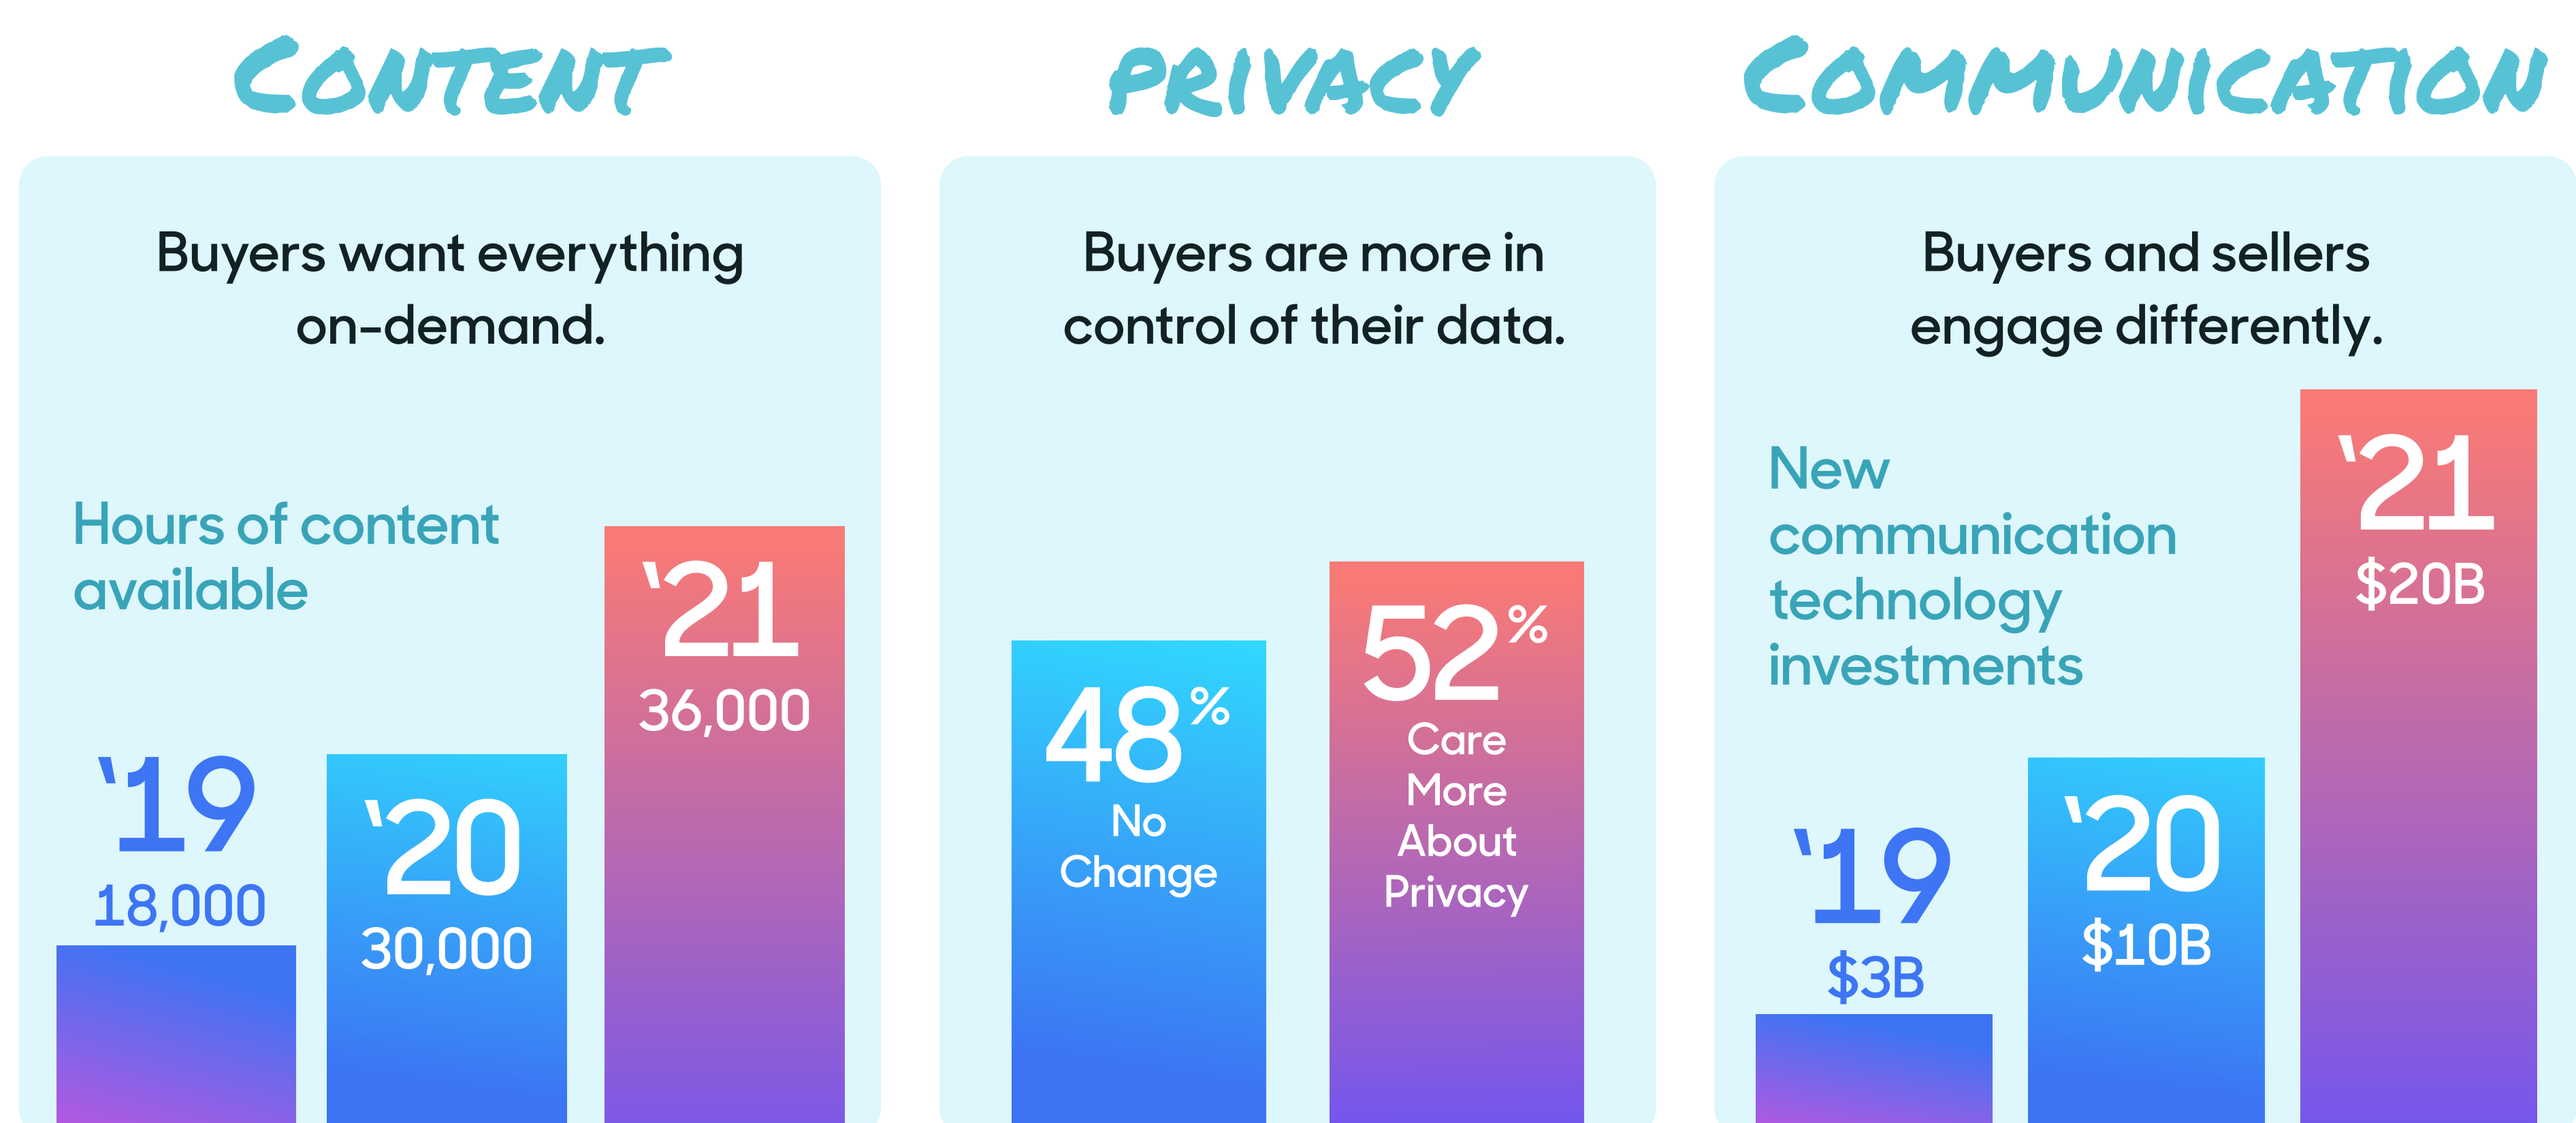 CONTENT
Buyers want everything
on-demand.
Hours of content
available
‘19
18,000
‘20
30,000
‘21
36,000
PRIVACY
Buyers are more in
control of their data.
48%
No
Change
52%
Care
More
About
Privacy
COMMUNICATION
Buyers and sellers
engage differently.
New
communication
technology
investments
‘19
$3B
‘20
$10B
‘21
$20B